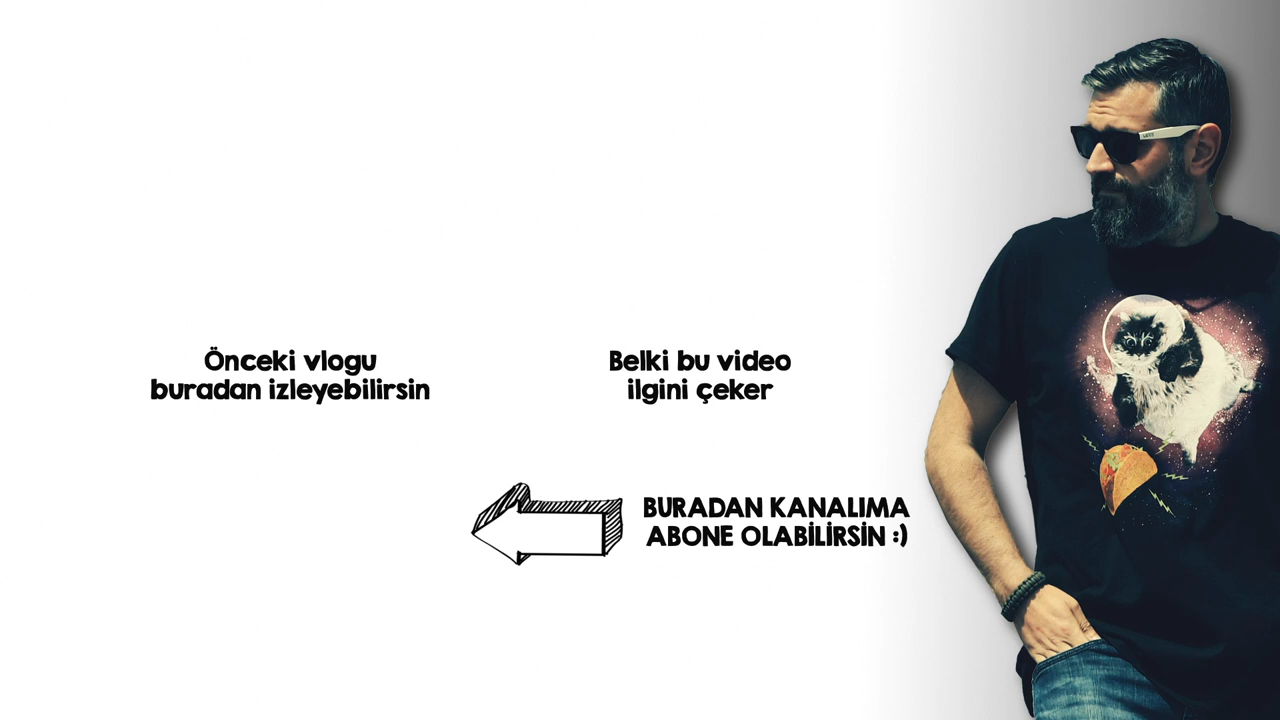 Önceki vlogu
buradan izleyebilirsin
Belki bu video
ilgini çeker
BURADAN KANALIMA
ABONE OLABİLİRSİN :)